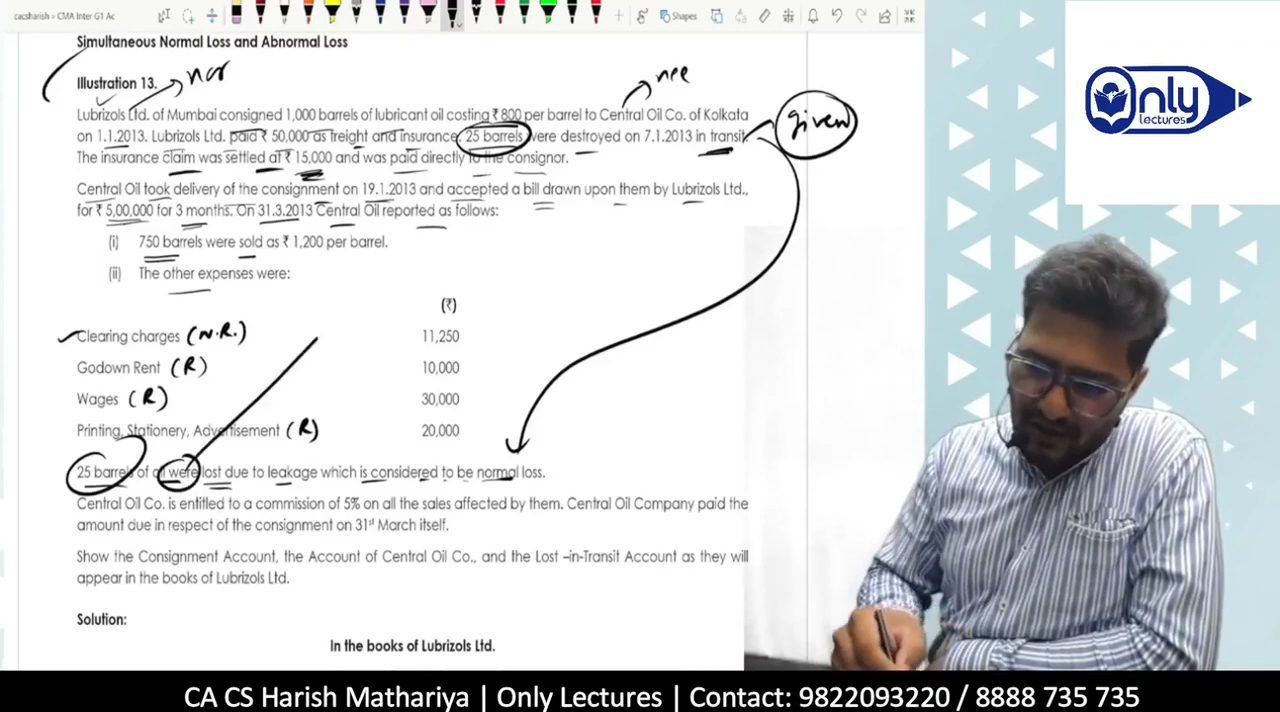 cacsharish » CMA Inter G1 Ac
Shapes
Simultaneous Normal Loss and Abnormal Loss
Illustration 13.
nor
nee
Lubrizols Ltd. of Mumbai consigned 1,000 barrels of lubricant oil costing ₹ 800 per barrel to Central Oil Co. of Kolkata
on 1.1.2013. Lubrizols Ltd. paid ₹ 50,000 as freight and insurance. 25 barrels were destroyed on 7.1.2013 in transit.
given
The insurance claim was settled at ₹ 15,000 and was paid directly to the consignor.
Central Oil took delivery of the consignment on 19.1.2013 and accepted a bill drawn upon them by Lubrizols Ltd.,
for ₹ 5,00,000 for 3 months. On 31.3.2013 Central Oil reported as follows:
(i) 750 barrels were sold as ₹ 1,200 per barrel.
(ii) The other expenses were:
(₹)
Clearing charges (N.R.) 11,250
Godown Rent (R) 10,000
Wages (R) 30,000
Printing, Stationery, Advertisement (R) 20,000
25 barrels of oil were lost due to leakage which is considered to be normal loss.
Central Oil Co. is entitled to a commission of 5% on all the sales affected by them. Central Oil Company paid the
amount due in respect of the consignment on 31st March itself.
Show the Consignment Account, the Account of Central Oil Co., and the Lost –in-Transit Account as they will
appear in the books of Lubrizols Ltd.
Solution:
In the books of Lubrizols Ltd.
Only
Lectures
CA CS Harish Mathariya | Only Lectures | Contact: 9822093220 / 8888 735 735